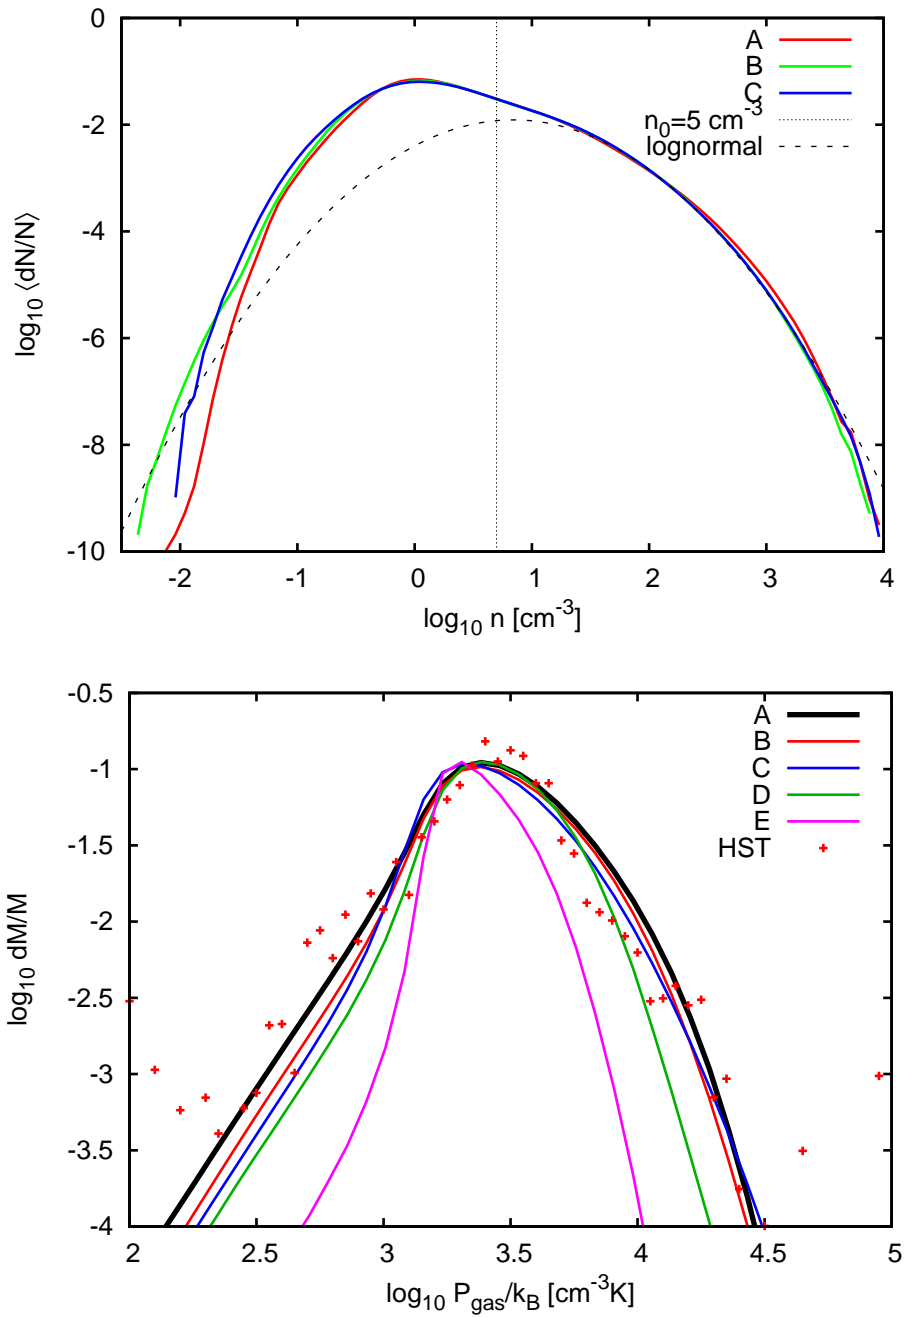 0
-2
-4
-6
-8
-10
-2
-1
0
1
2
3
4
log10 ⟨dN/N⟩
log10 n [cm-3]
A
B
C
n0=5 cm-3
lognormal
-0.5
-1
-1.5
-2
-2.5
-3
-3.5
-4
2
2.5
3
3.5
4
4.5
5
log10 dM/M
log10 Pgas/kB [cm-3K]
A
B
C
D
E
HST